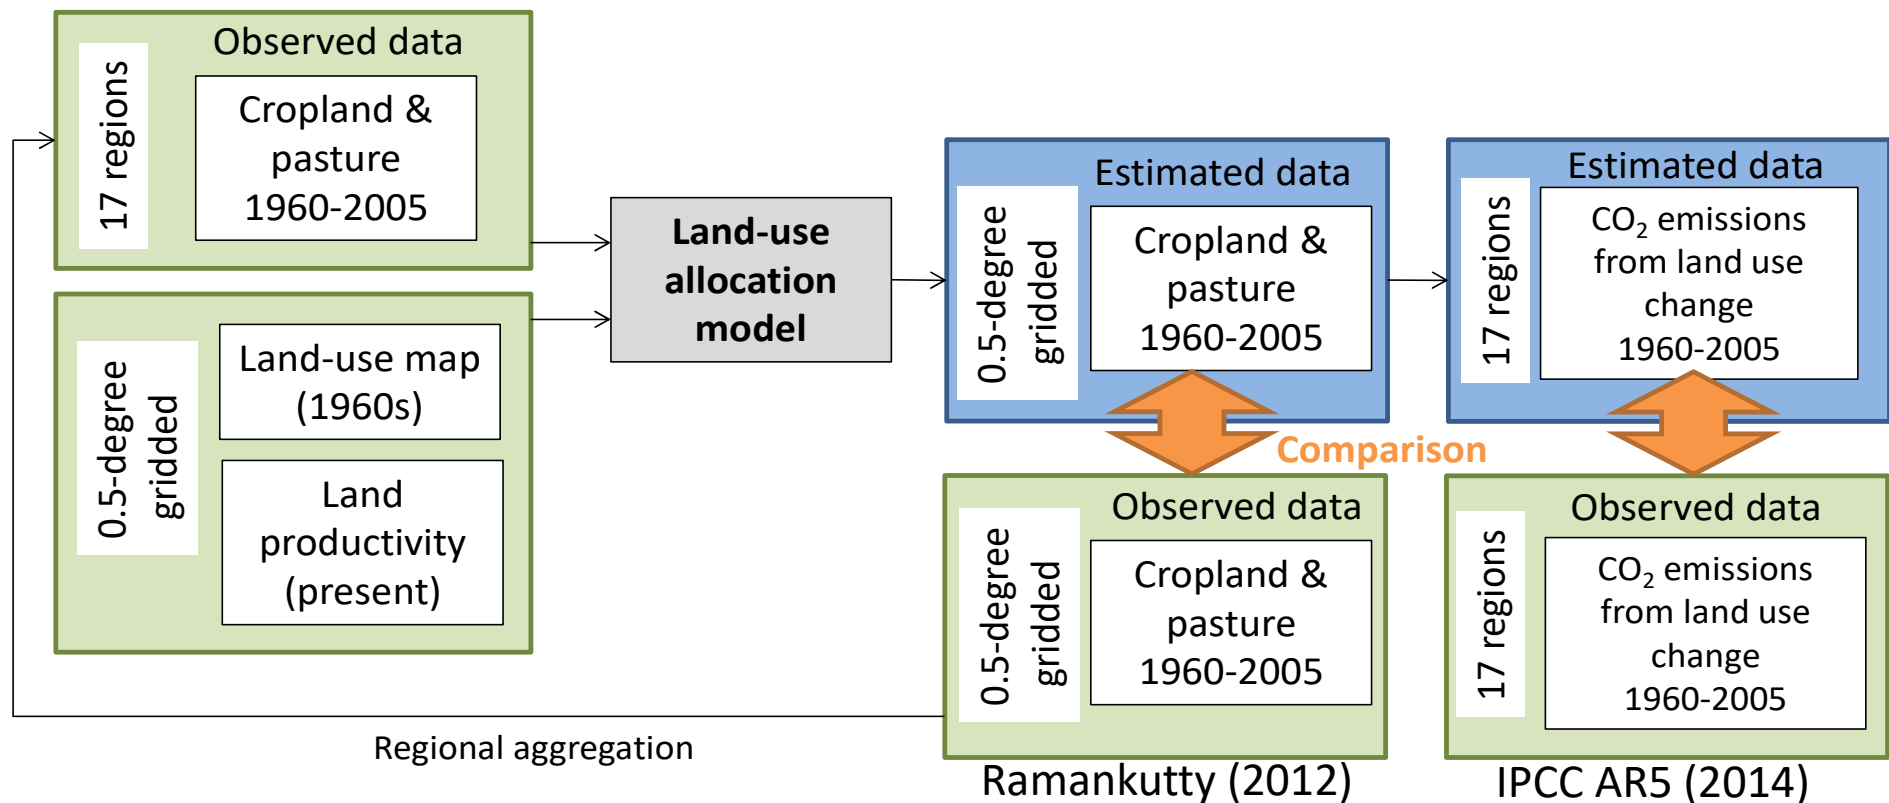 Observed data
17 regions
Cropland &
pasture
1960-2005
0.5-degree
gridded
Land-use map
(1960s)
Land
productivity
(present)
Land-use
allocation
model
Estimated data
0.5-degree
gridded
Cropland &
pasture
1960-2005
Estimated data
17 regions
CO₂ emissions
from land use
change
1960-2005
Comparison
Observed data
0.5-degree
gridded
Cropland &
pasture
1960-2005
Observed data
17 regions
CO₂ emissions
from land use
change
1960-2005
Regional aggregation
Ramankutty (2012)
IPCC AR5 (2014)